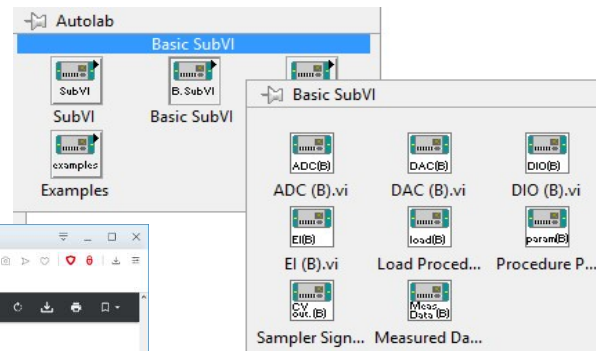 Autolab
Basic SubVI
SubVI
B. SubVI
SubVI
Basic SubVI
examples
Examples
Basic SubVI
ADC(B)
DAC(B)
DIO(B)
ADC (B).vi
DAC (B).vi
DIO (B).vi
EI(B)
load(B)
param(B)
EI (B).vi
Load Proced...
Procedure P...
CV
out. (B)
Meas
Data (B)
Sampler Sign...
Measured Da...